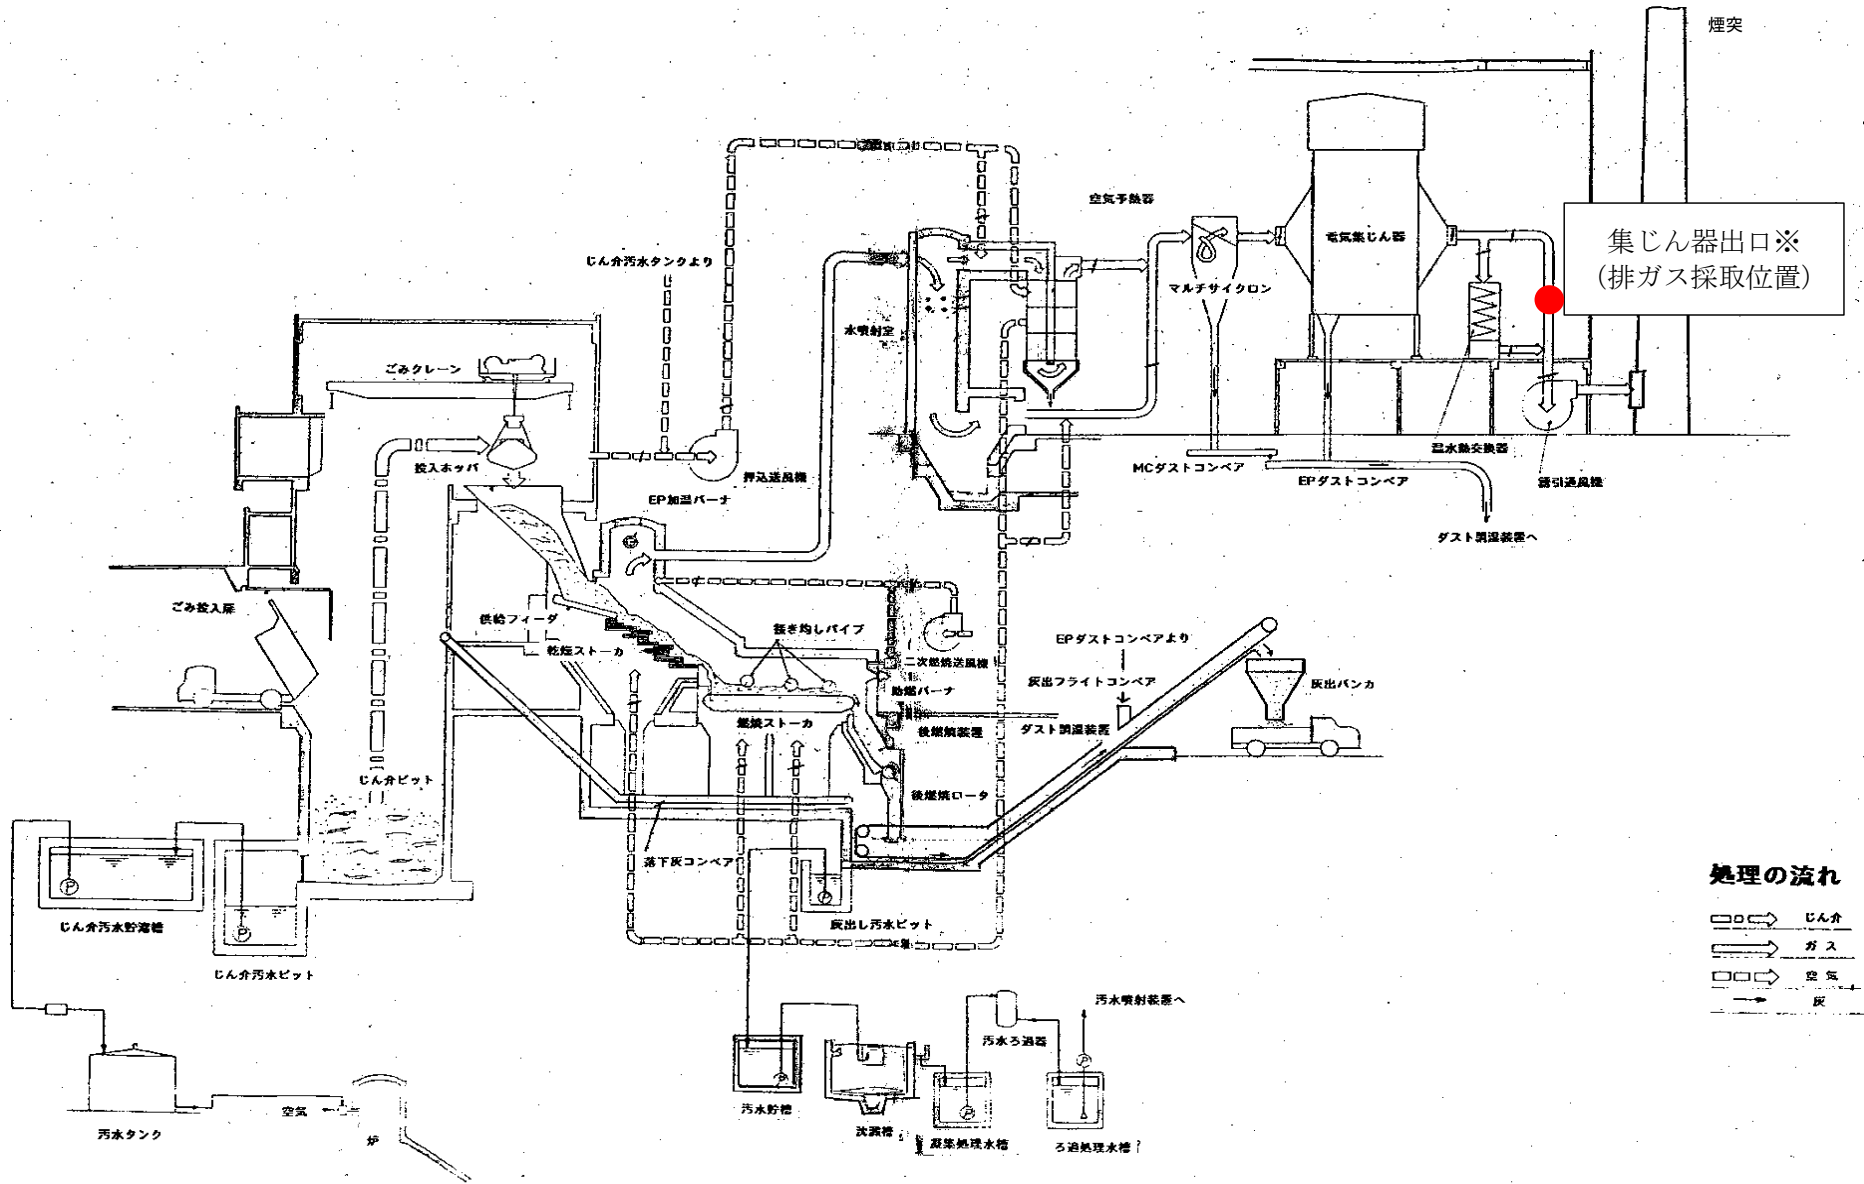 煙突
集じん器出口※
（排ガス採取位置）
空気予熱器
電気集じん器
マルチサイクロン
じん介汚水タンクより
水噴射室
ごみクレーン
投入ホッパ
押込送風機
EP加温バーナ
MCダストコンベア
EPダストコンベア
温水熱交換器
誘引通風機
ダスト調湿装置へ
ごみ投入扉
供給フィーダ
乾燥ストーカ
掻き均しパイプ
二次燃焼送風機
助燃バーナ
燃焼ストーカ
後燃焼装置
後燃焼ロータ
EPダストコンベアより
灰出フライトコンベア
ダスト調湿装置
灰出バンカ
じん介ピット
落下灰コンベア
灰出し汚水ピット
じん介汚水貯溜槽
じん介汚水ピット
P
P
P
処理の流れ
じん介
ガス
空気
灰
汚水タンク
空気
炉
汚水貯槽
沈澱槽
凝集処理水槽
汚水ろ過器
汚水噴射装置へ
ろ過処理水槽
P
P
P